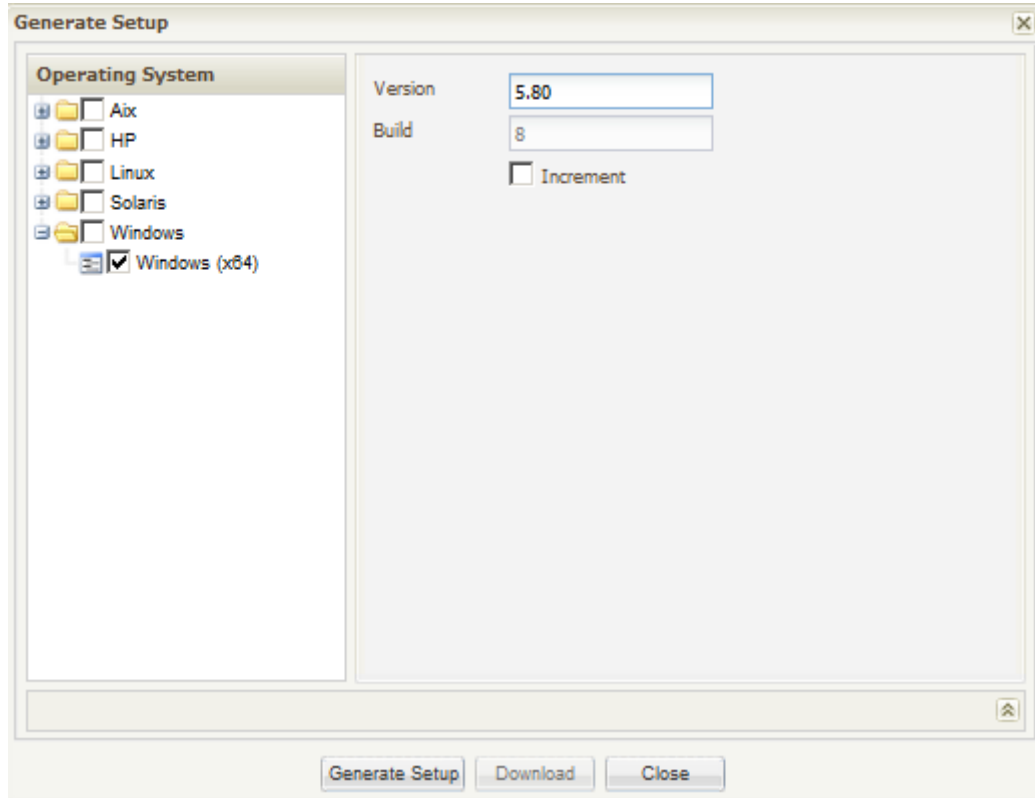 Generate Setup
Operating System
Aix
HP
Linux
Solaris
Windows
Windows (x64)
Version 5.80
Build 8
Increment
Generate Setup Download Close